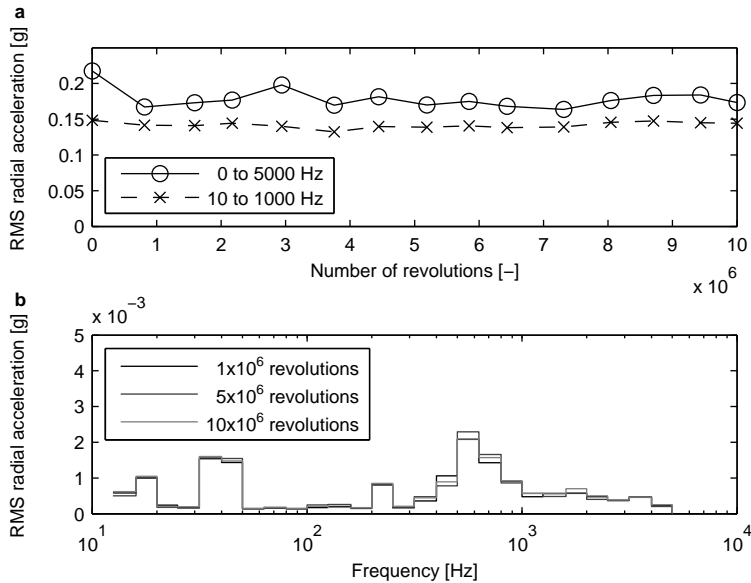 a
RMS radial acceleration [g]
0.2
0.15
0.1
0.05
0
0 to 5000 Hz
10 to 1000 Hz
0 1 2 3 4 5 6 7 8 9 10
Number of revolutions [−]
x 10^6
b
x 10^−3
RMS radial acceleration [g]
5
4
3
2
1
0
1x10^6 revolutions
5x10^6 revolutions
10x10^6 revolutions
10^1 10^2 10^3 10^4
Frequency [Hz]